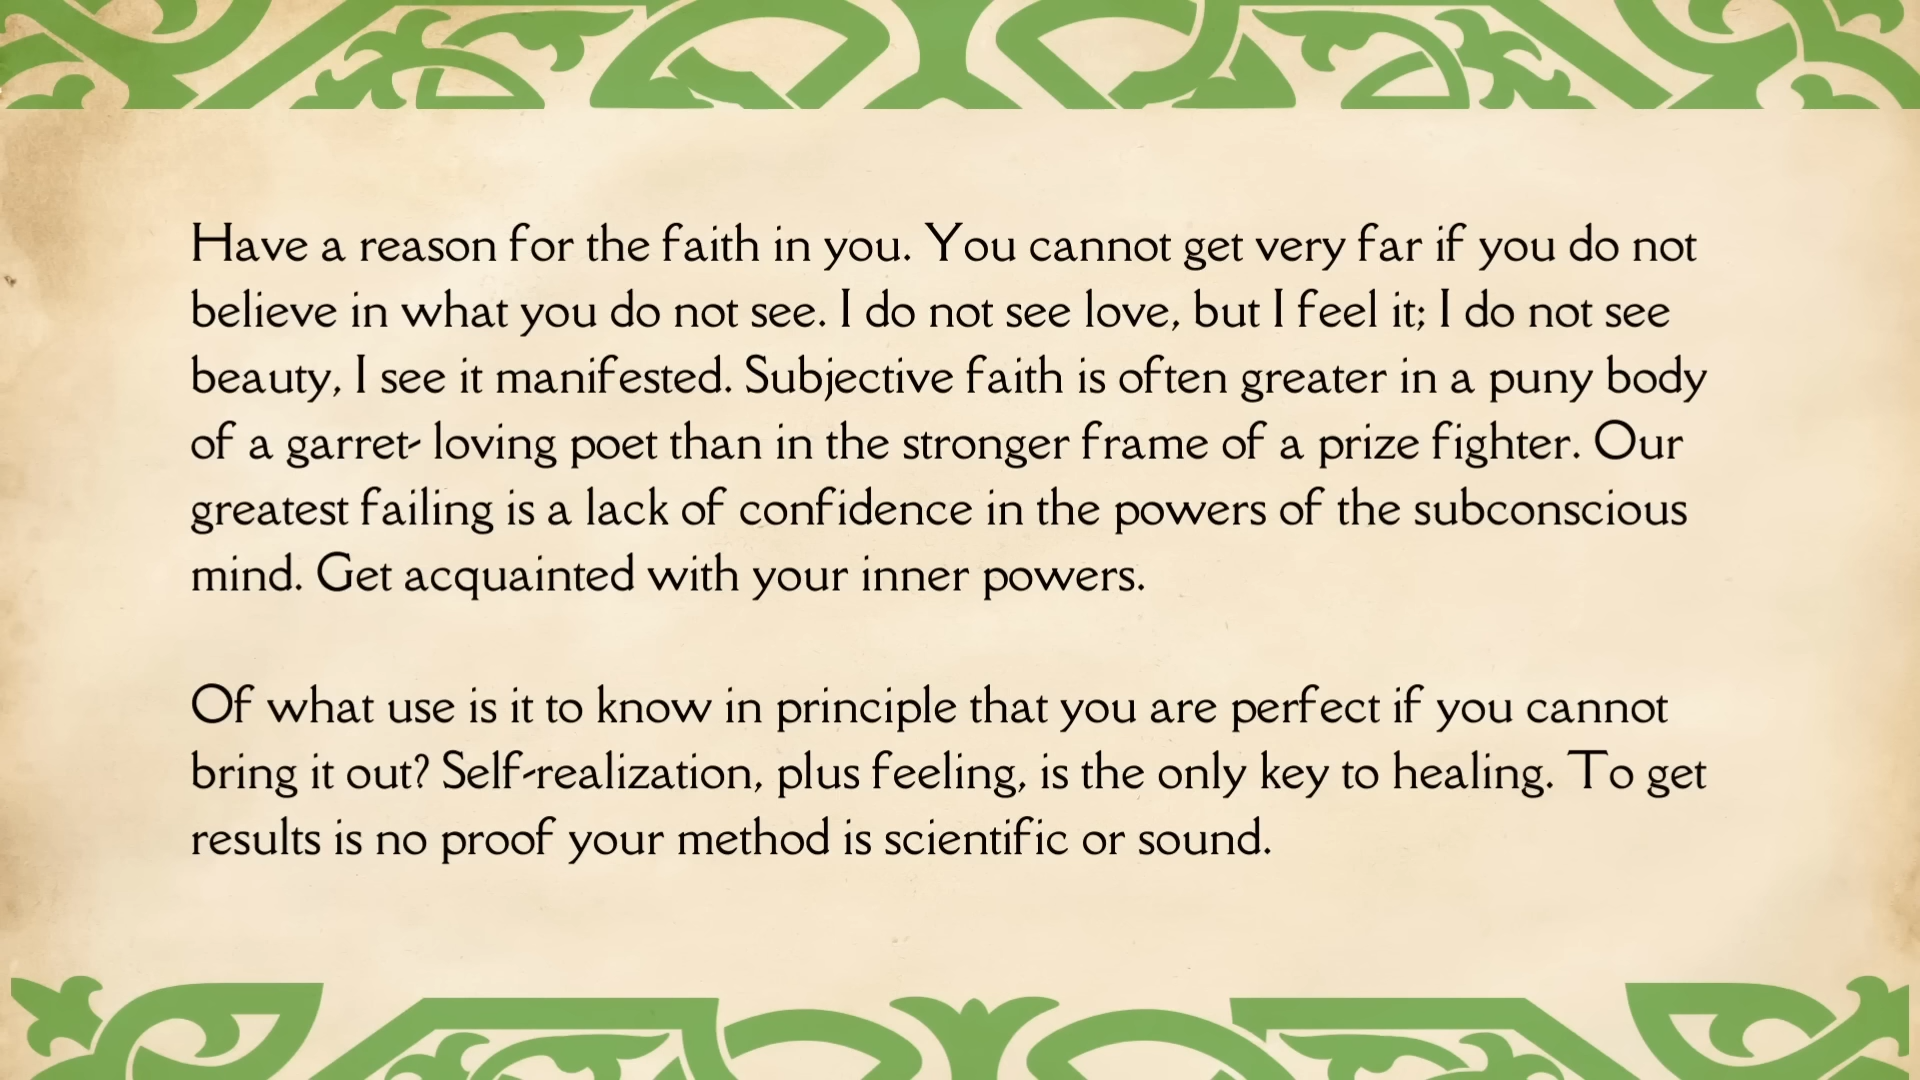 Have a reason for the faith in you. You cannot get very far if you do not
believe in what you do not see. I do not see love, but I feel it; I do not see
beauty, I see it manifested. Subjective faith is often greater in a puny body
of a garret- loving poet than in the stronger frame of a prize fighter. Our
greatest failing is a lack of confidence in the powers of the subconscious
mind. Get acquainted with your inner powers.
Of what use is it to know in principle that you are perfect if you cannot
bring it out? Self-realization, plus feeling, is the only key to healing. To get
results is no proof your method is scientific or sound.